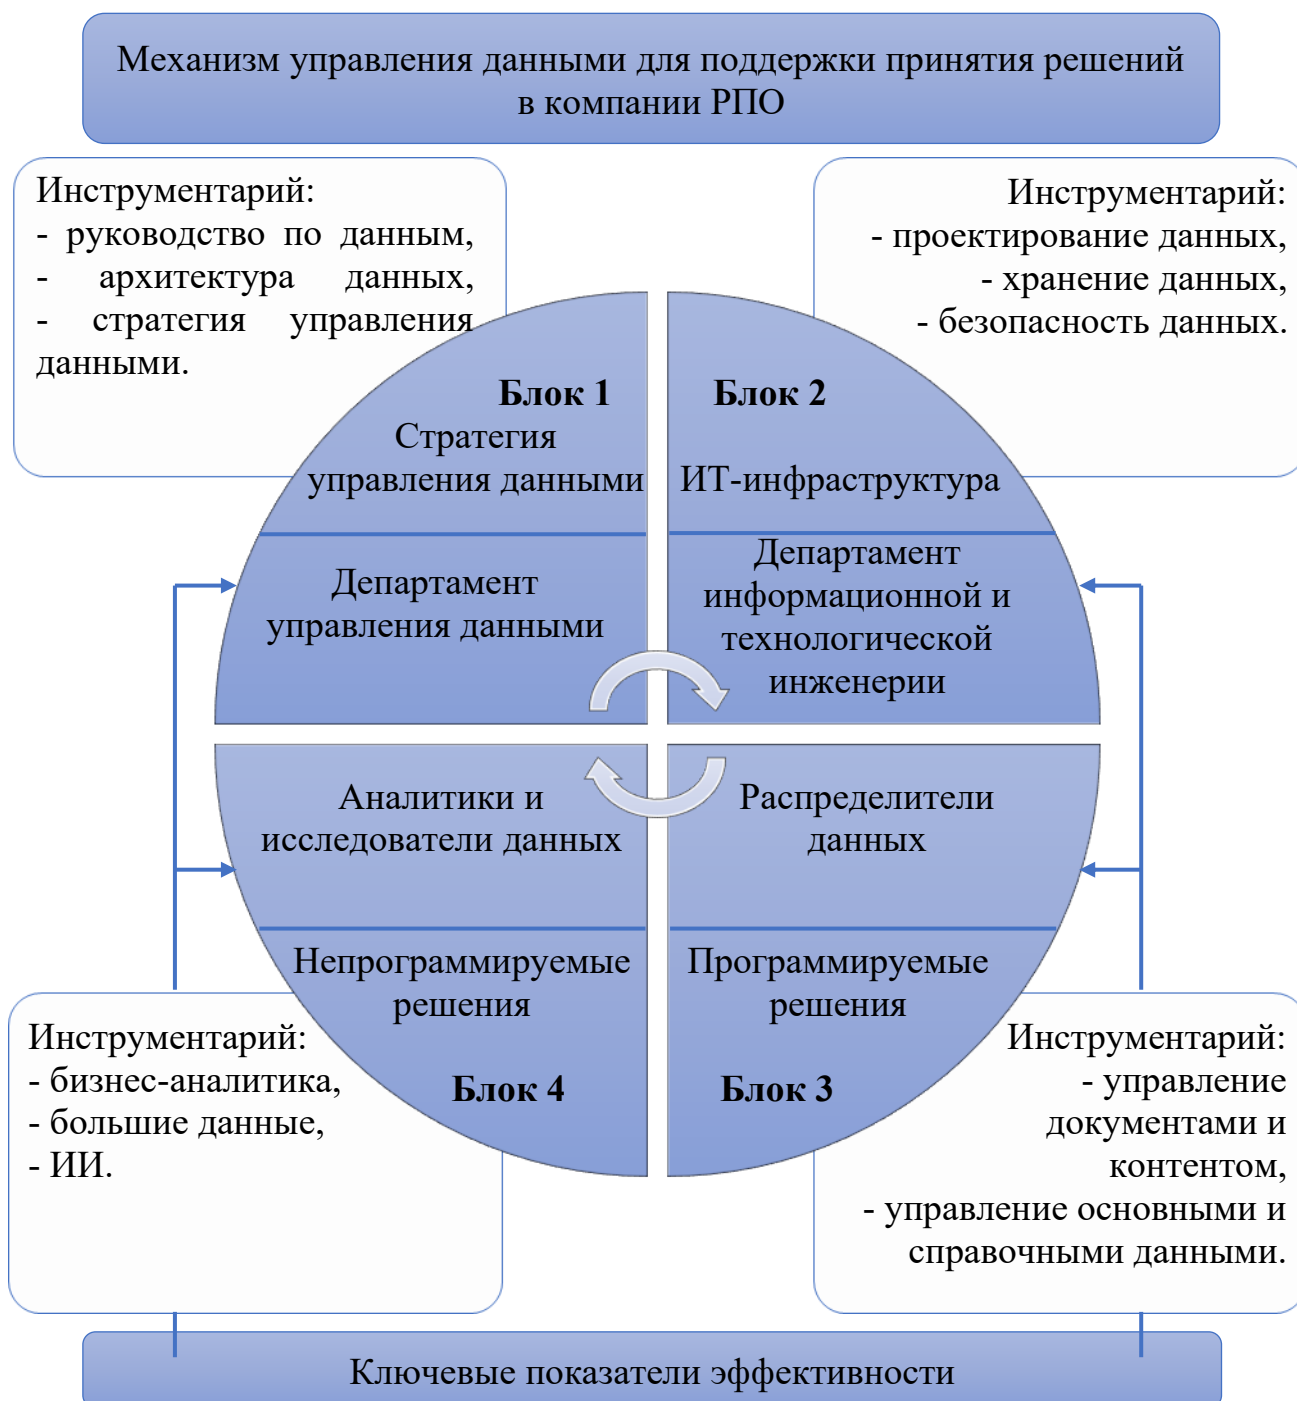 Механизм управления данными для поддержки принятия решений
в компании РПО
Инструментарий:
- руководство по данным,
- архитектура данных,
- стратегия управления
данными.
Инструментарий:
- проектирование данных,
- хранение данных,
- безопасность данных.
Блок 1
Стратегия
управления данными
Департамент
управления данными
Блок 2
ИТ-инфраструктура
Департамент
информационной и
технологической
инженерии
Аналитики и
исследователи данных
Непрограммируемые
решения
Блок 4
Распределители
данных
Программируемые
решения
Блок 3
Инструментарий:
- бизнес-аналитика,
- большие данные,
- ИИ.
Инструментарий:
- управление
документами и
контентом,
- управление основными и
справочными данными.
Ключевые показатели эффективности